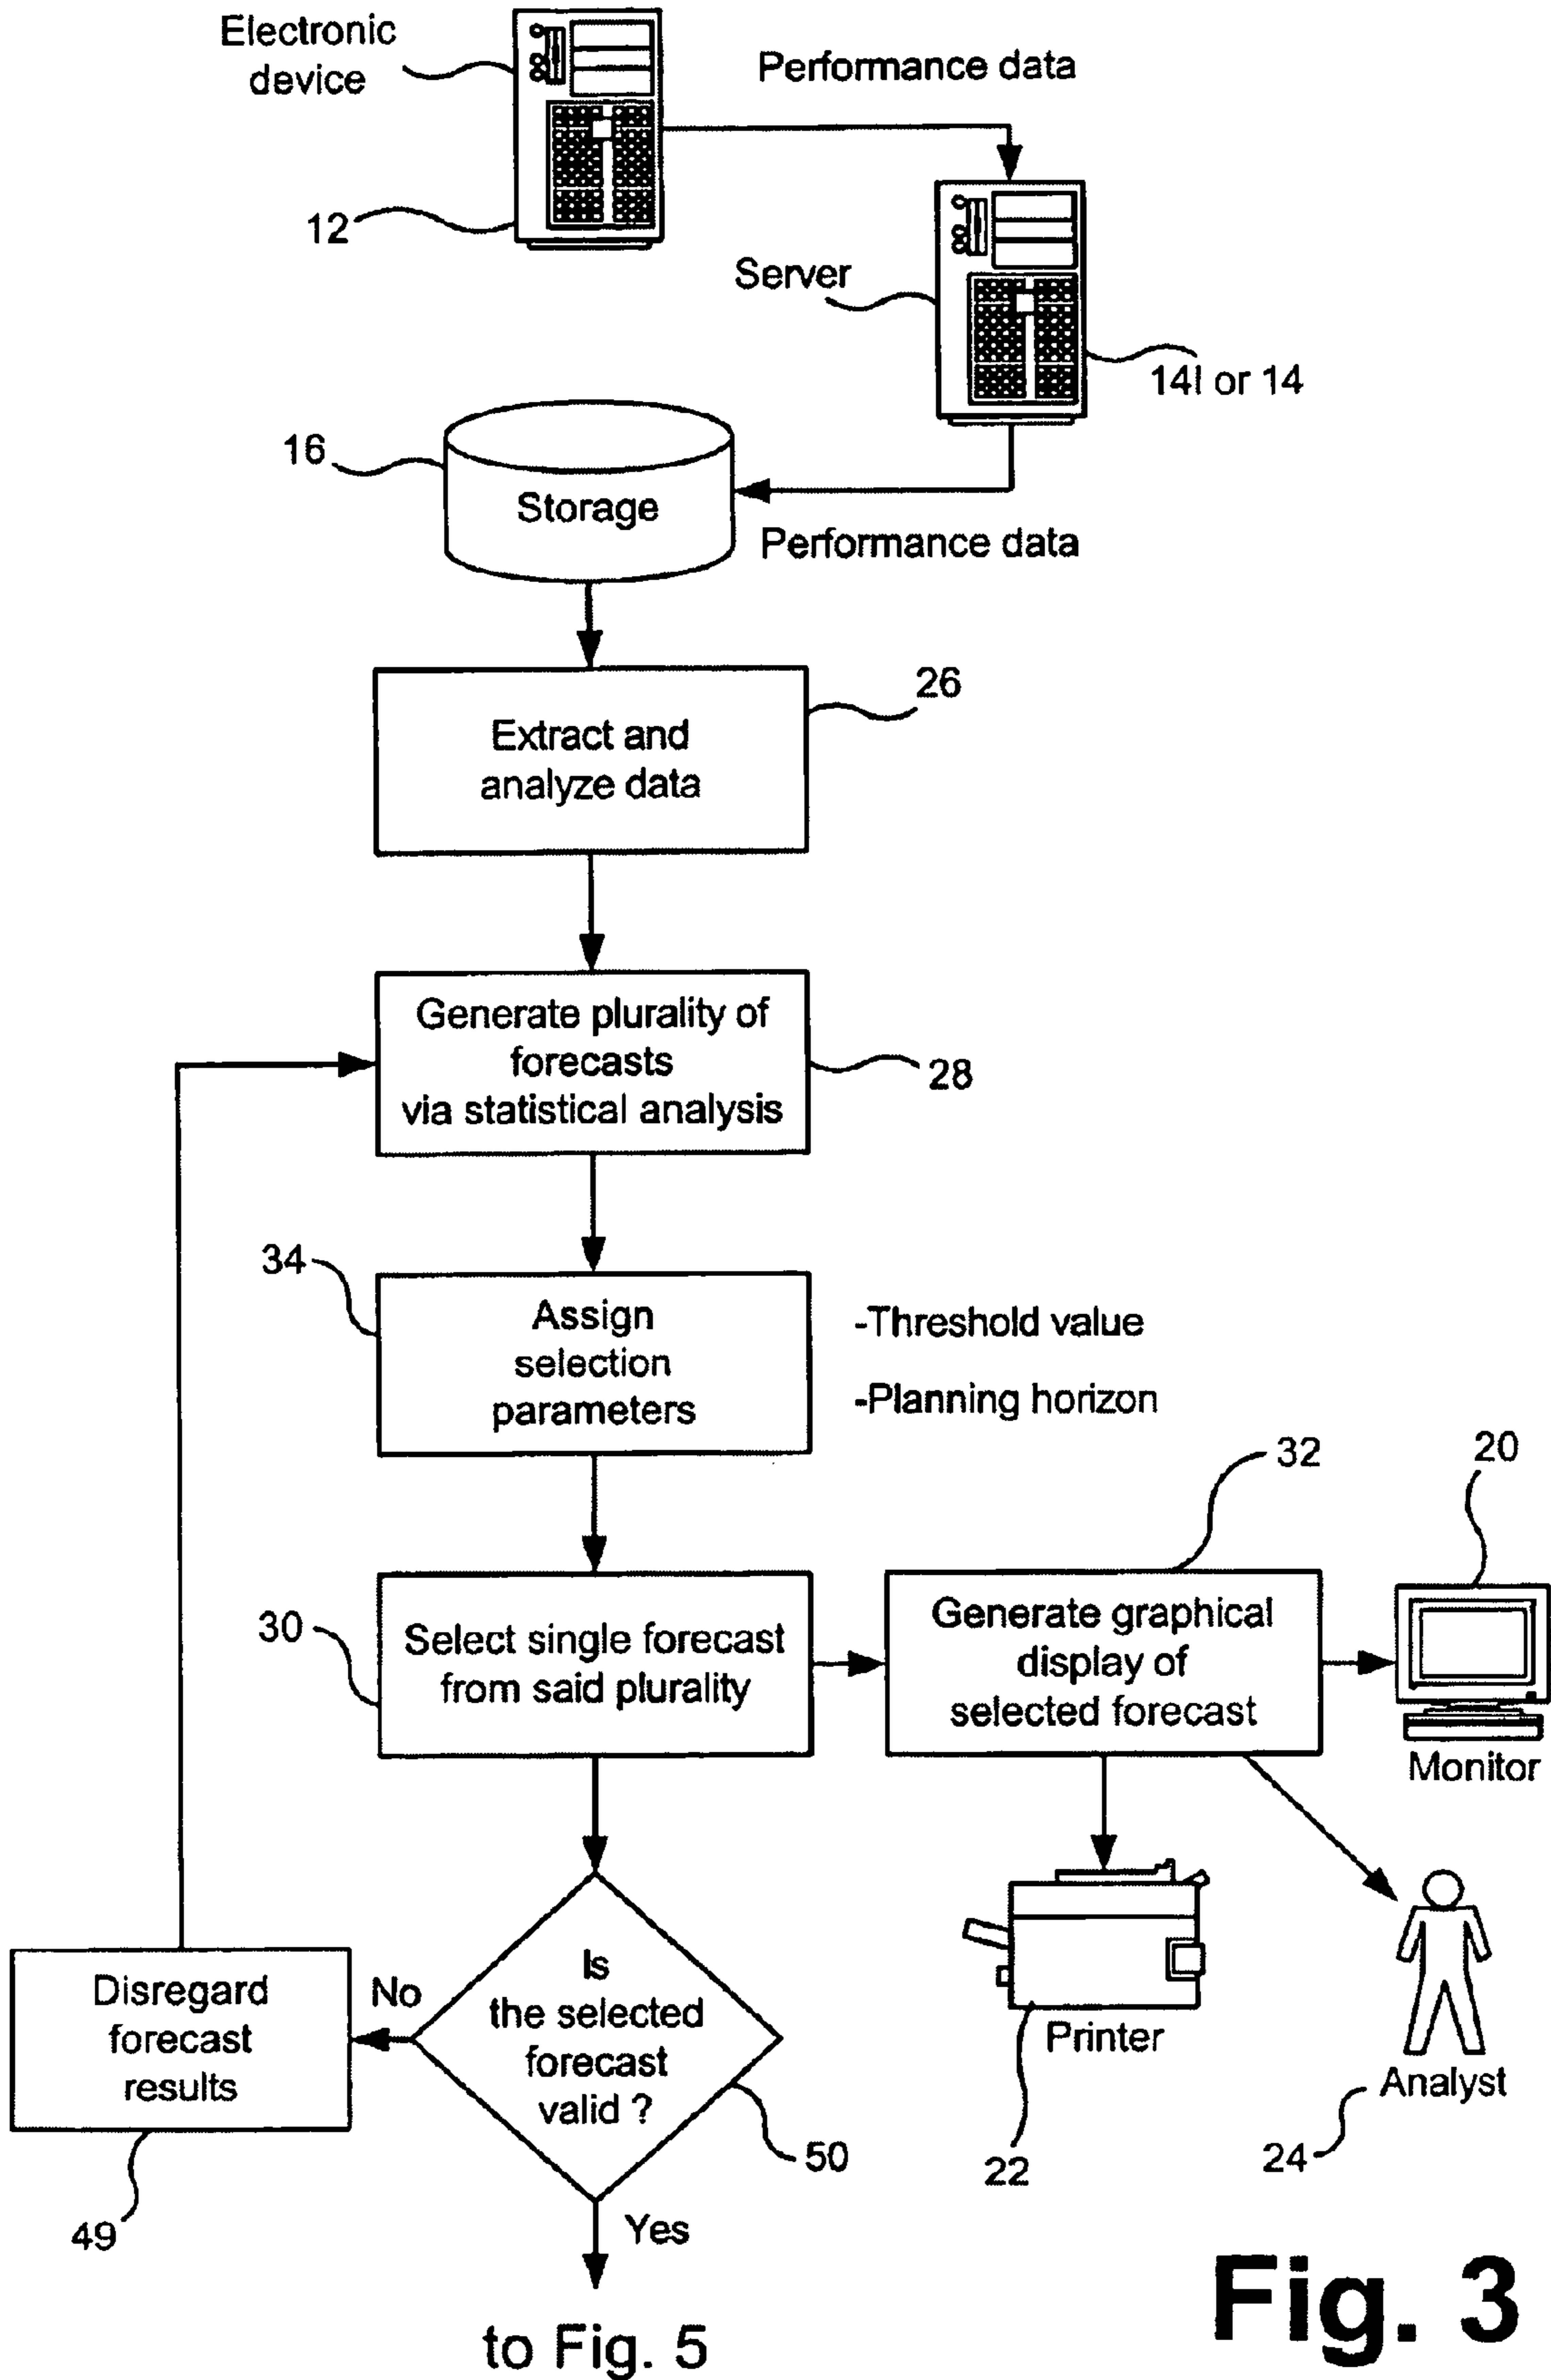 Electronic
device
Performance data
12
Server
14I or 14
16
Storage
Performance data
26
Extract and
analyze data
Generate plurality of
forecasts
via statistical analysis
28
34
Assign
selection
parameters
-Threshold value
-Planning horizon
32
20
30
Select single forecast
from said plurality
Generate graphical
display of
selected forecast
Monitor
Disregard
forecast
results
No
Is
the selected
forecast
valid ?
Printer
Analyst
50
22
24
49
Yes
to Fig. 5
Fig. 3